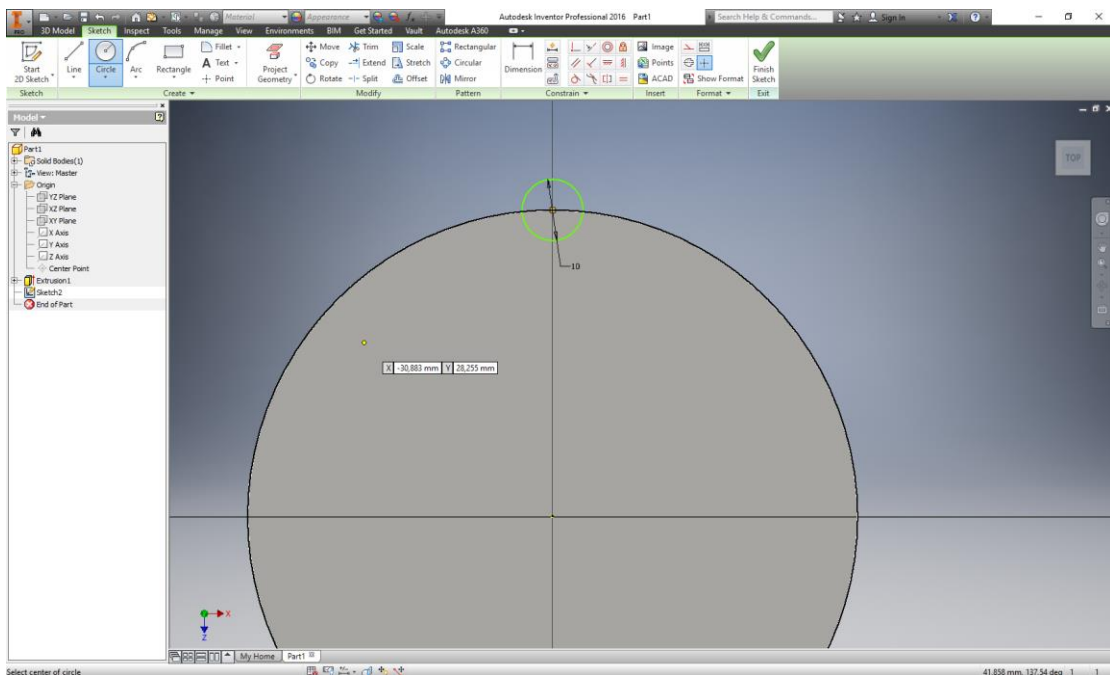 Material
Appearance
Autodesk Inventor Professional 2016 Part1
Search Help & Commands...
Sign In
PRO
3D Model Sketch Inspect Tools Manage View Environments BIM Get Started Vault Autodesk A360
Start 2D Sketch
Line
Circle
Arc
Rectangle
Fillet
Text
Point
Project Geometry
Move Trim Scale
Copy Extend Stretch
Rotate Split Offset
Rectangular
Circular
Mirror
Dimension
Image
Points
ACAD
Show Format
Finish Sketch
Sketch Create Modify Pattern Constrain Insert Format Exit
Model
Part1
Solid Bodies(1)
View: Master
Origin
YZ Plane
XZ Plane
XY Plane
X Axis
Y Axis
Z Axis
Center Point
Extrusion1
Sketch2
End of Part
TOP
10
X -30,883 mm Y 28,255 mm
X
Z
My Home Part1
Select center of circle
41.858 mm, 137.54 deg 1 1